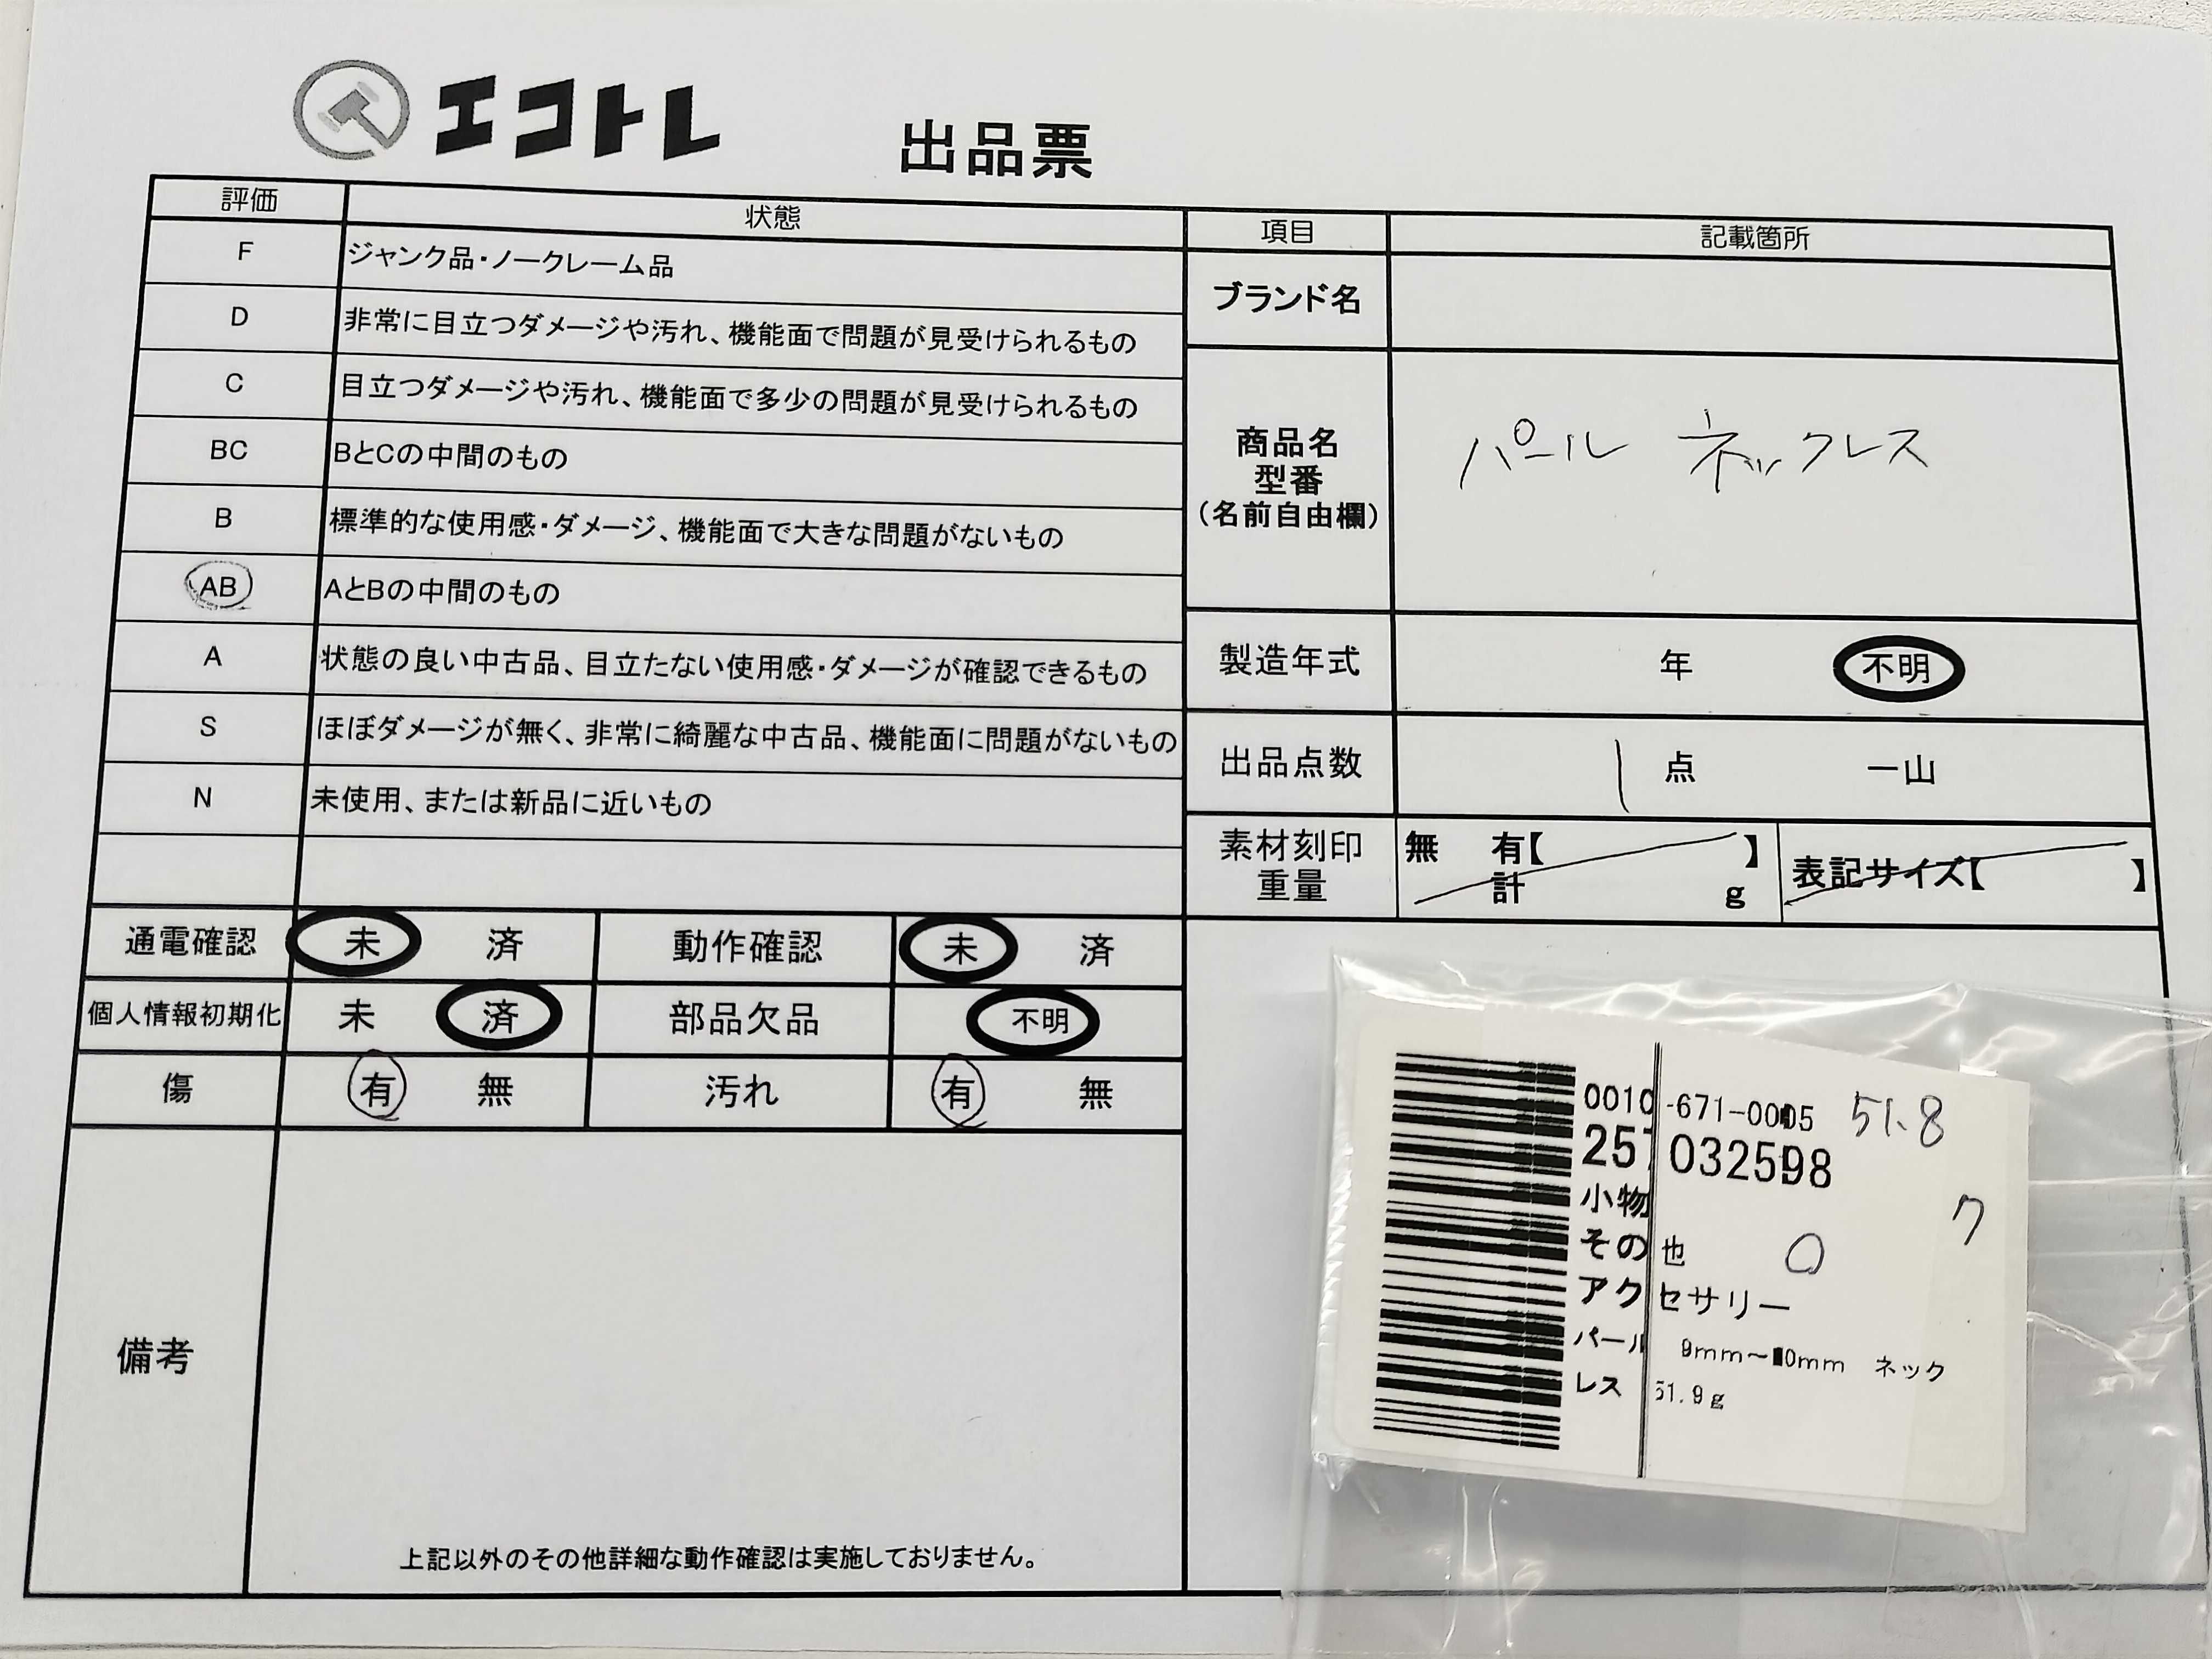 エコトレ
出品票
評価 状態
F ジャンク品・ノークレーム品
D 非常に目立つダメージや汚れ、機能面で問題が見受けられるもの
C 目立つダメージや汚れ、機能面で多少の問題が見受けられるもの
BC BとCの中間のもの
B 標準的な使用感・ダメージ、機能面で大きな問題がないもの
AB AとBの中間のもの
A 状態の良い中古品、目立たない使用感・ダメージが確認できるもの
S ほぼダメージが無く、非常に綺麗な中古品、機能面に問題がないもの
N 未使用、または新品に近いもの
通電確認 未 済 動作確認 未 済
個人情報初期化 未 済 部品欠品 不明
傷 有 無 汚れ 有 無
備考
上記以外のその他詳細な動作確認は実施しておりません。
項目 記載箇所
ブランド名
商品名
型番
(名前自由欄)
パール ネックレス
製造年式 年 不明
出品点数 1 点 一山
素材刻印 無 有【 】
重量 計 g
表記サイズ【 】
0010-671-0005 51.8
032598
小物 ク
その他 ○
アクセサリー
パール 9mm～10mm ネック
レス 51.9g